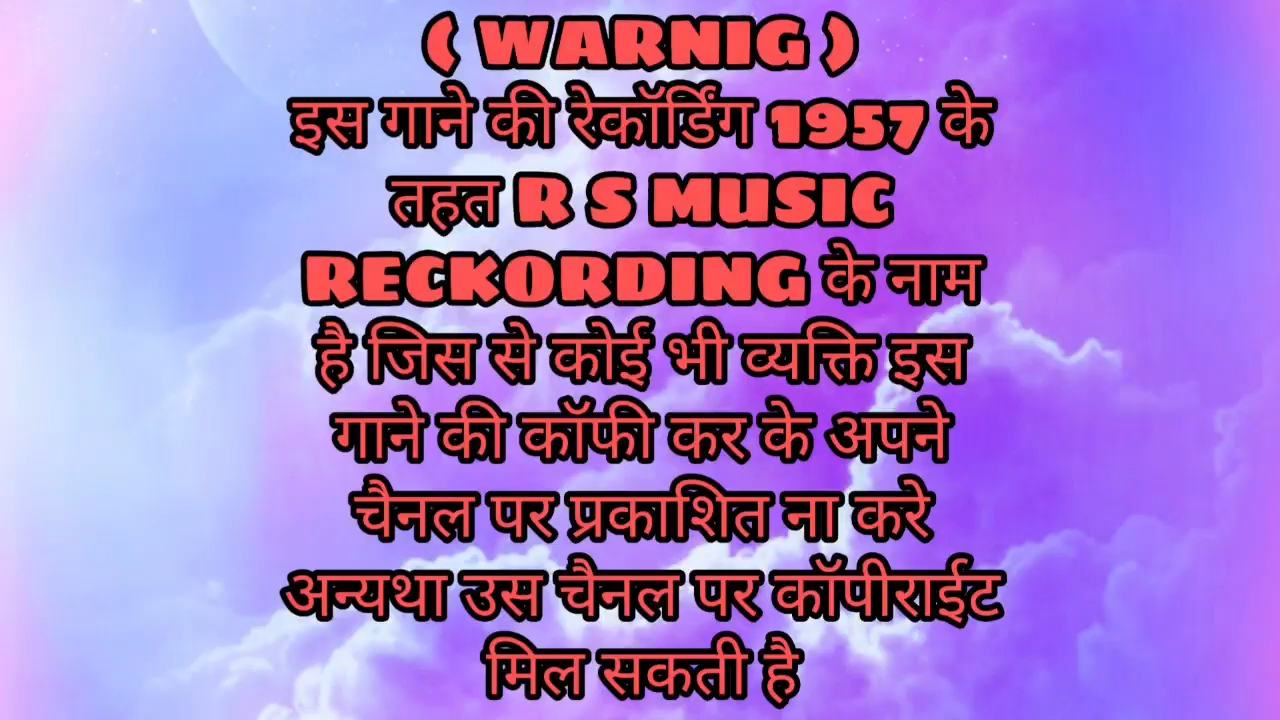 ( WARNIG )
इस गाने की रेकॉर्डिंग 1957 के
तहत R S MUSIC
RECKORDING के नाम
है जिस से कोई भी व्यक्ति इस
गाने की कॉफी कर के अपने
चैनल पर प्रकाशित ना करे
अन्यथा उस चैनल पर कॉपीराईट
मिल सकती है